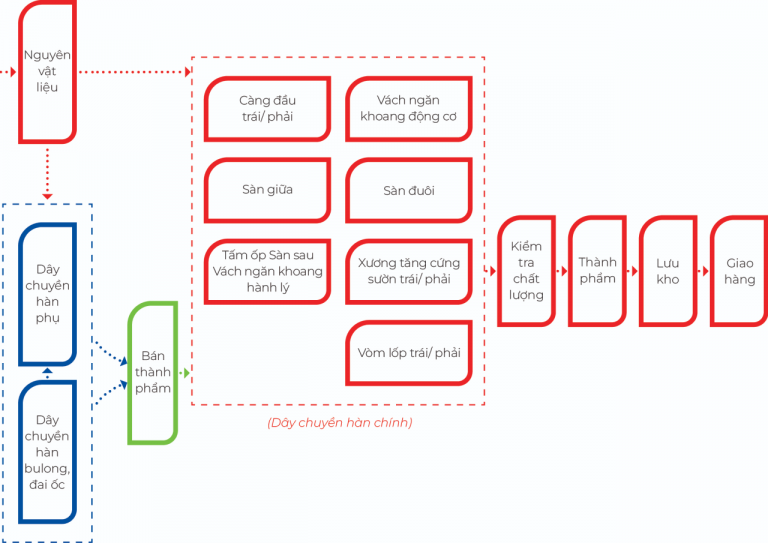 Nguyên
vật
liệu
Càng đầu
trái/ phải
Vách ngăn
khoang động cơ
Sàn giữa
Sàn đuôi
Tấm ốp Sàn sau
Vách ngăn khoang
hành lý
Xương tăng cứng
sườn trái/ phải
Vòm lốp trái/ phải
(Dây chuyền hàn chính)
Dây
chuyền
hàn
phụ
Dây
chuyền
hàn
bulong,
đai ốc
Bán
thành
phẩm
Kiểm
tra
chất
lượng
Thành
phẩm
Lưu
kho
Giao
hàng